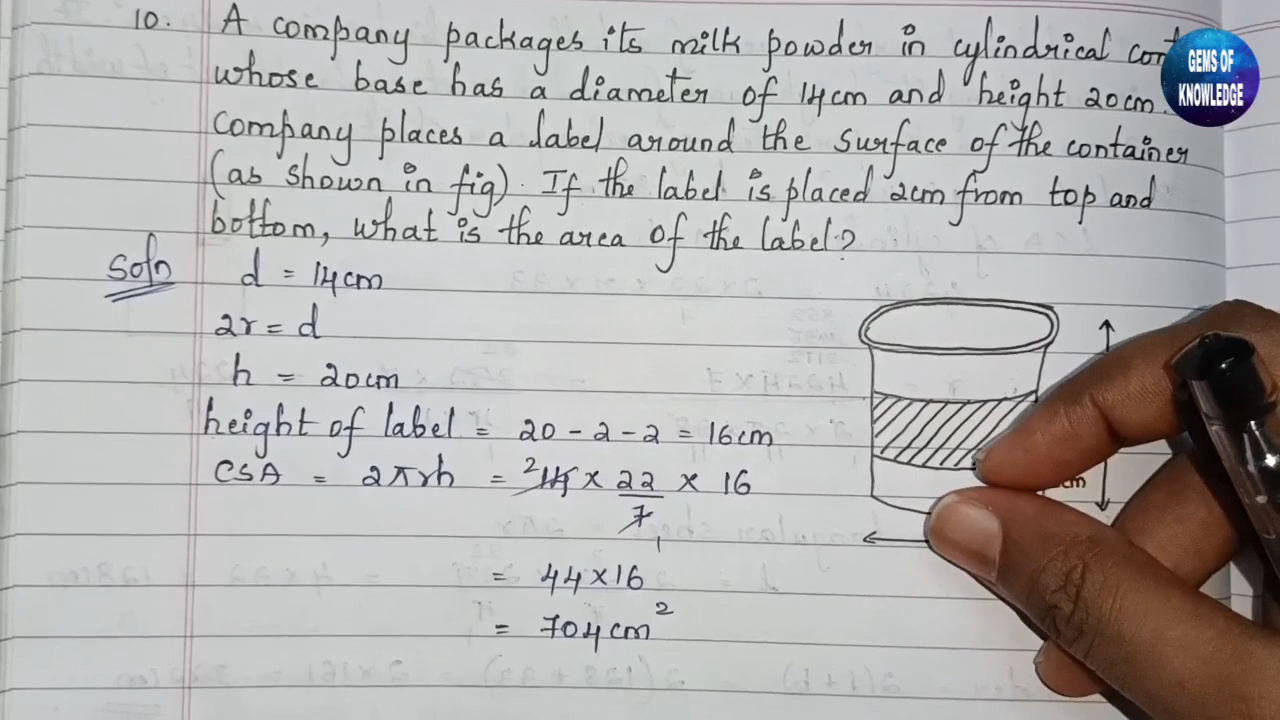 10. A company packages its milk powder in cylindrical
GEMS OF
KNOWLEDGE
whose base has a diameter of 14cm and height 20cm.
company places a label around the surface of the container
(as shown in fig). If the label is placed 2cm from top and
bottom, what is the area of the label?
Soln d = 14cm
2r = d
h = 20cm
height of label = 20 - 2 - 2 = 16cm
CSA = 2πrh = 2 14 × 22/7 × 16
1
cm
= 44×16
= 704cm²